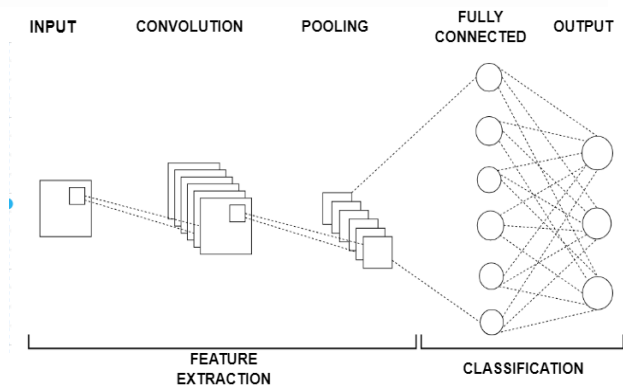 INPUT
CONVOLUTION
POOLING
FULLY
CONNECTED
OUTPUT
FEATURE
EXTRACTION
CLASSIFICATION